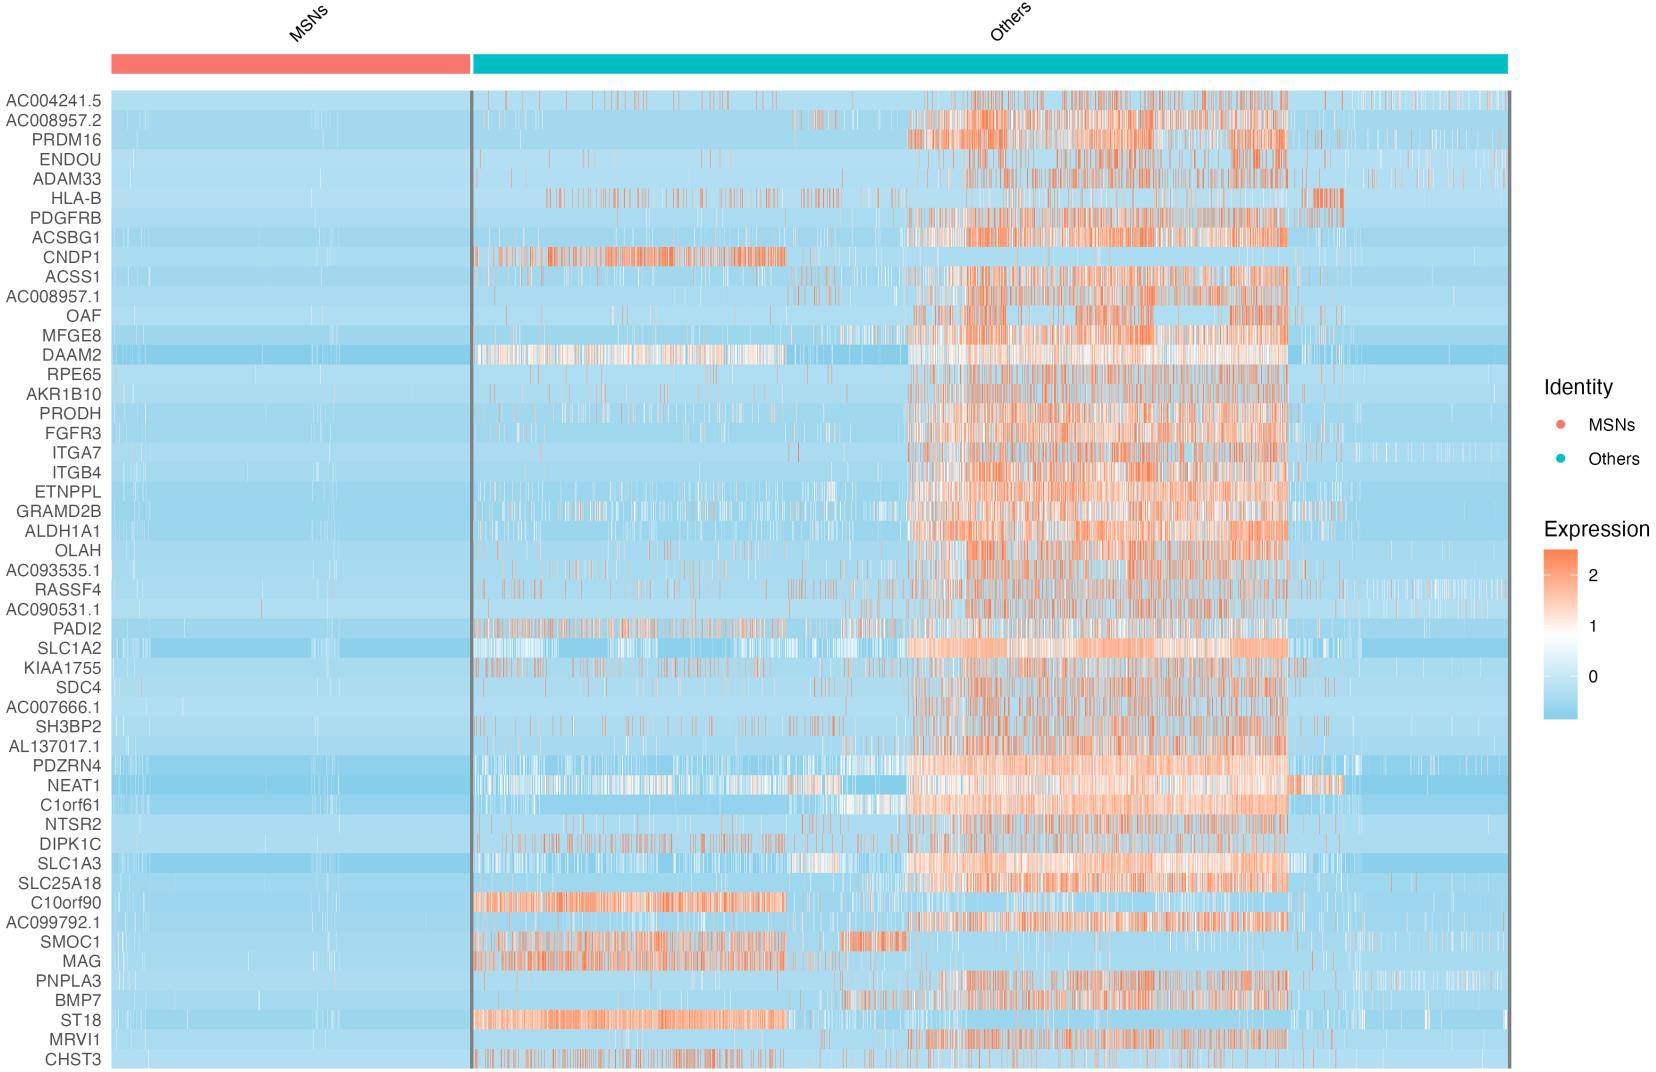 MSNs
Others
AC004241.5
AC008957.2
PRDM16
ENDOU
ADAM33
HLA-B
PDGFRB
ACSBG1
CNDP1
ACSS1
AC008957.1
OAF
MFGE8
DAAM2
RPE65
AKR1B10
PRODH
FGFR3
ITGA7
ITGB4
ETNPPL
GRAMD2B
ALDH1A1
OLAH
AC093535.1
RASSF4
AC090531.1
PADI2
SLC1A2
KIAA1755
SDC4
AC007666.1
SH3BP2
AL137017.1
PDZRN4
NEAT1
C1orf61
NTSR2
DIPK1C
SLC1A3
SLC25A18
C10orf90
AC099792.1
SMOC1
MAG
PNPLA3
BMP7
ST18
MRVI1
CHST3
Identity
MSNs
Others
Expression
2
1
0